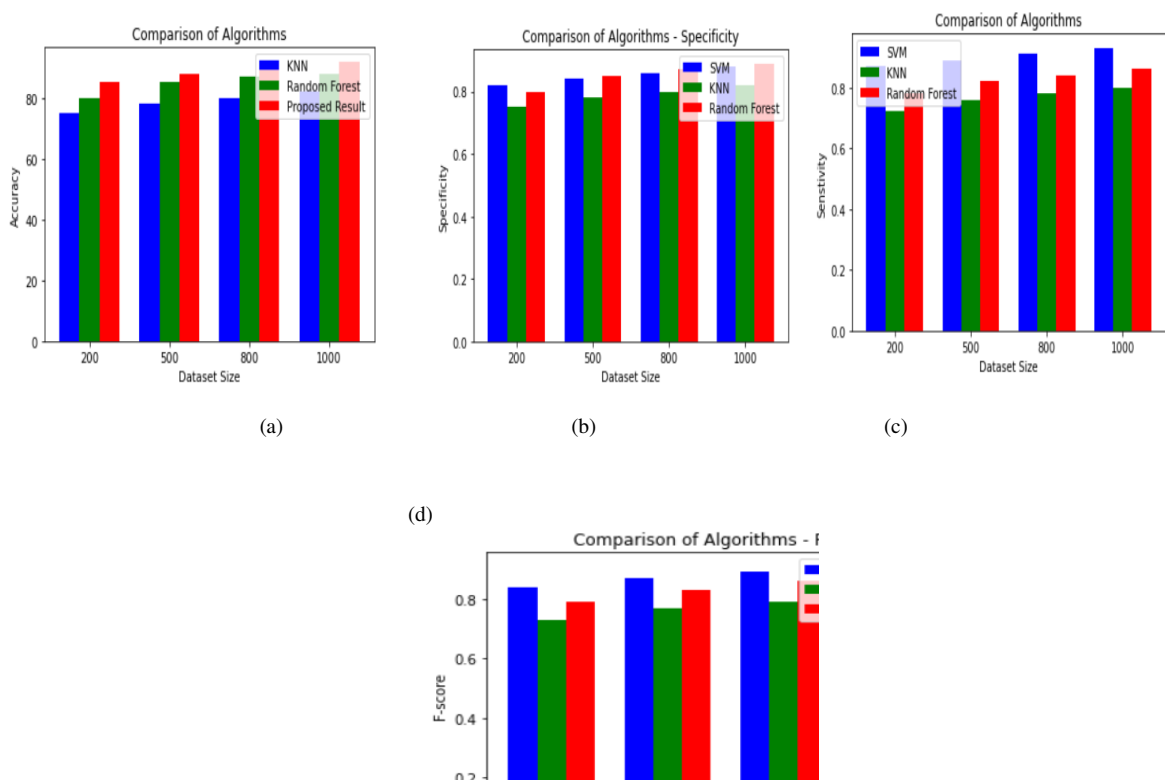 Comparison of Algorithms
KNN
Random Forest
Proposed Result
80
60
40
20
0
Accuracy
200 500 800 1000
Dataset Size
(a)
Comparison of Algorithms - Specificity
SVM
KNN
Random Forest
0.8
0.6
0.4
0.2
0.0
Specificity
200 500 800 1000
Dataset Size
(b)
Comparison of Algorithms
SVM
KNN
Random Forest
0.8
0.6
0.4
0.2
0.0
Senstivity
200 500 800 1000
Dataset Size
(c)
(d)
Comparison of Algorithms - F
0.8
0.6
0.4
0.2
F-score